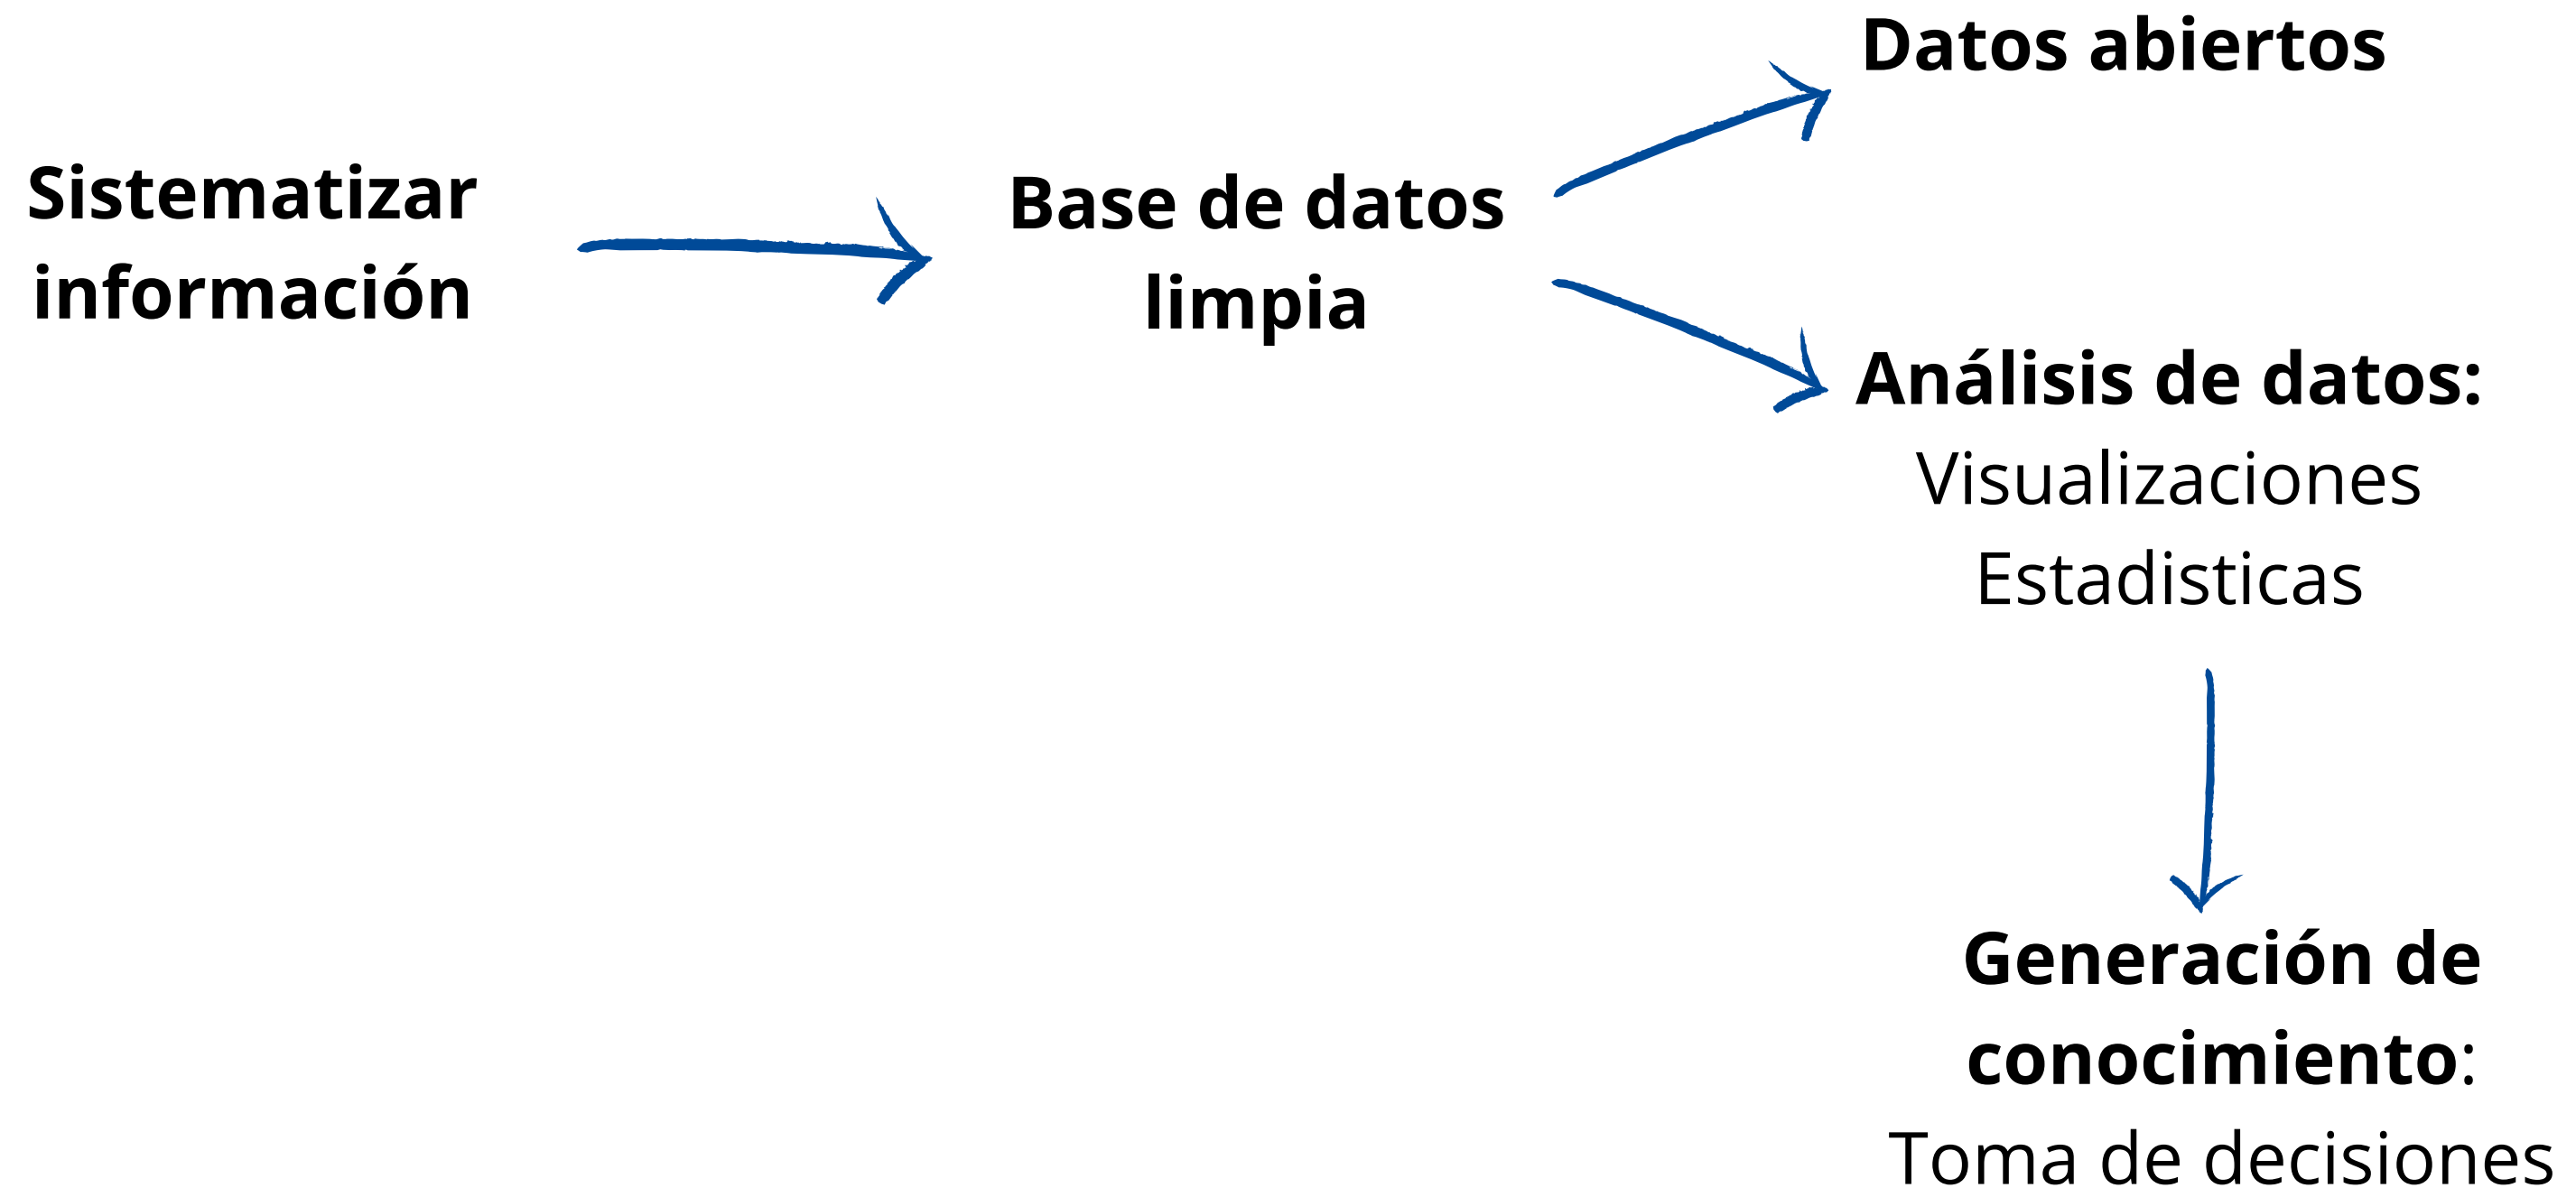 Sistematizar
información
Base de datos
limpia
Datos abiertos
Análisis de datos:
Visualizaciones
Estadisticas
Generación de
conocimiento:
Toma de decisiones